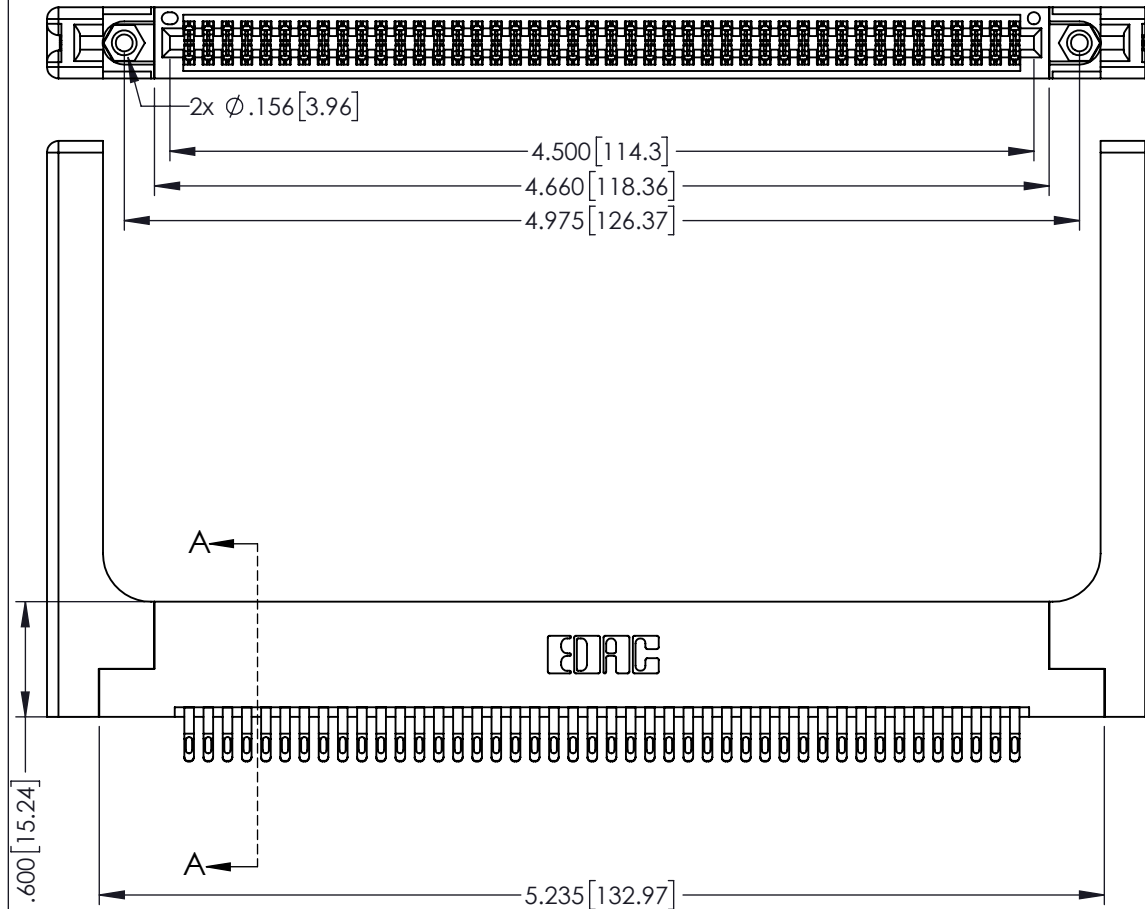 2x ∅.156[3.96]
4.500[114.3]
4.660[118.36]
4.975[126.37]
A
EDAC
A
.600[15.24]
5.235[132.97]